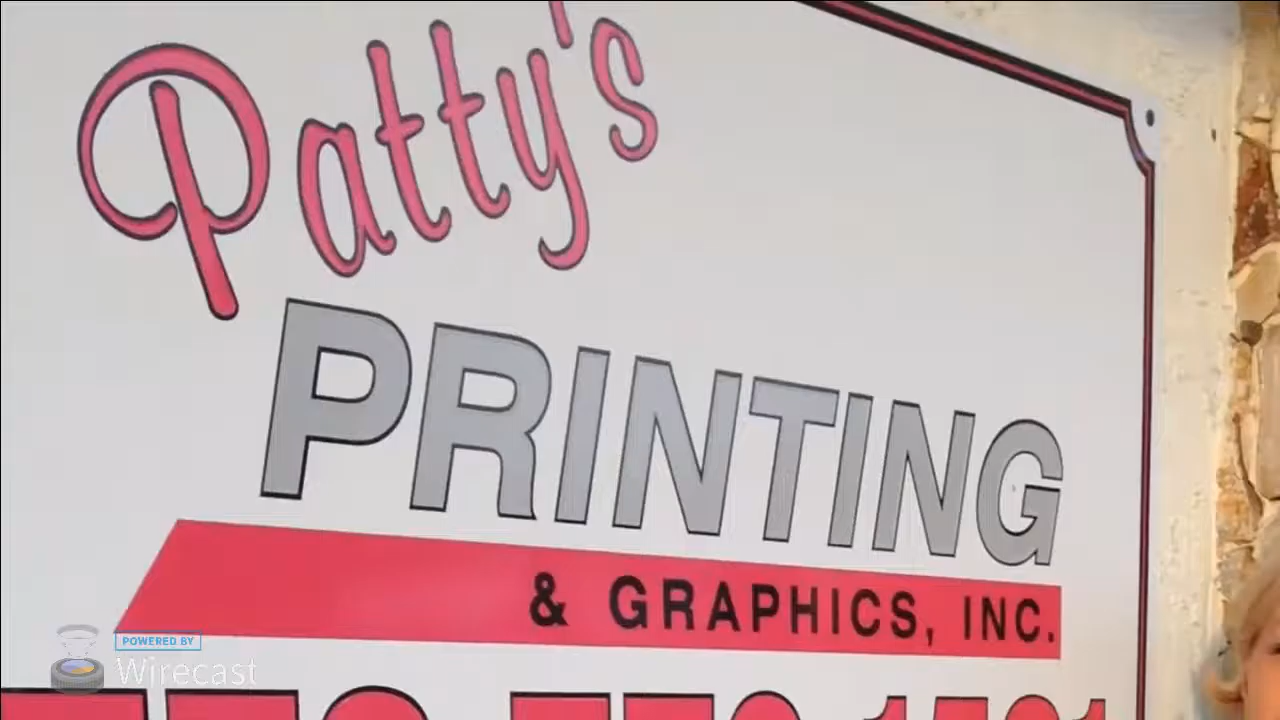 Patty's
PRINTING
& GRAPHICS, INC.
POWERED BY
Wirecast